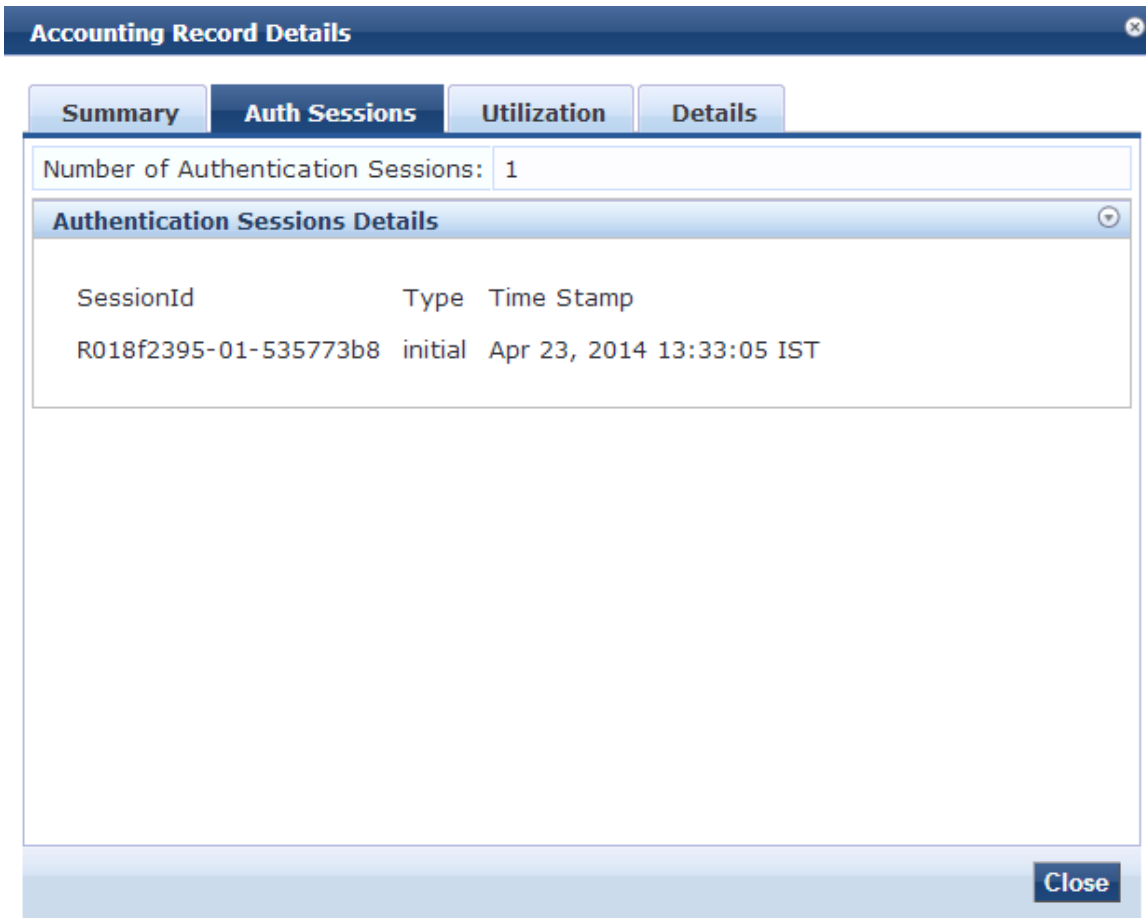 Accounting Record Details
Summary Auth Sessions Utilization Details
Number of Authentication Sessions: 1
Authentication Sessions Details
SessionId Type Time Stamp
R018f2395-01-535773b8 initial Apr 23, 2014 13:33:05 IST
Close